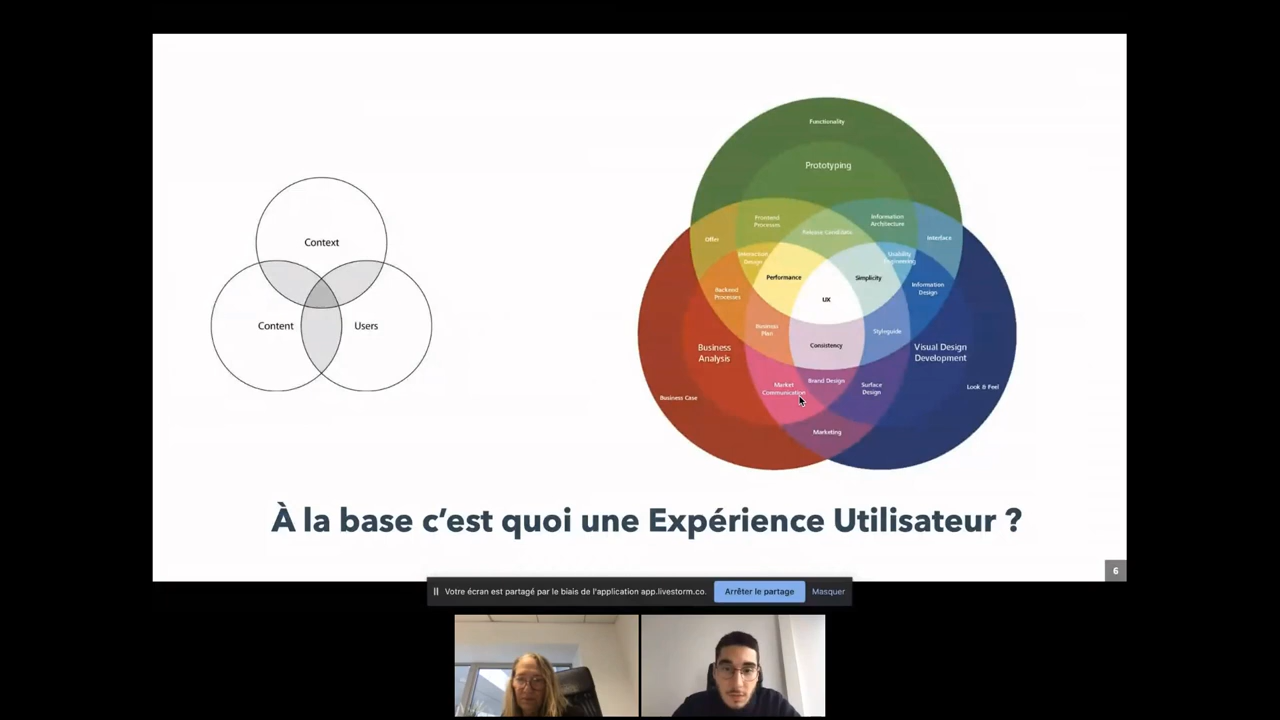 Context
Content
Users
Functionality
Prototyping
Frontend
Processes
Release Candidate
Information
Architecture
Offer
Interface
Interaction
Design
Usability
Engineering
Performance
Simplicity
Backend
Processes
Information
Design
UX
Business
Plan
Styleguide
Consistency
Business
Analysis
Visual Design
Development
Market
Communication
Brand Design
Surface
Design
Look & Feel
Business Case
Marketing
À la base c’est quoi une Expérience Utilisateur ?
6
Votre écran est partagé par le biais de l'application app.livestorm.co.
Arrêter le partage
Masquer